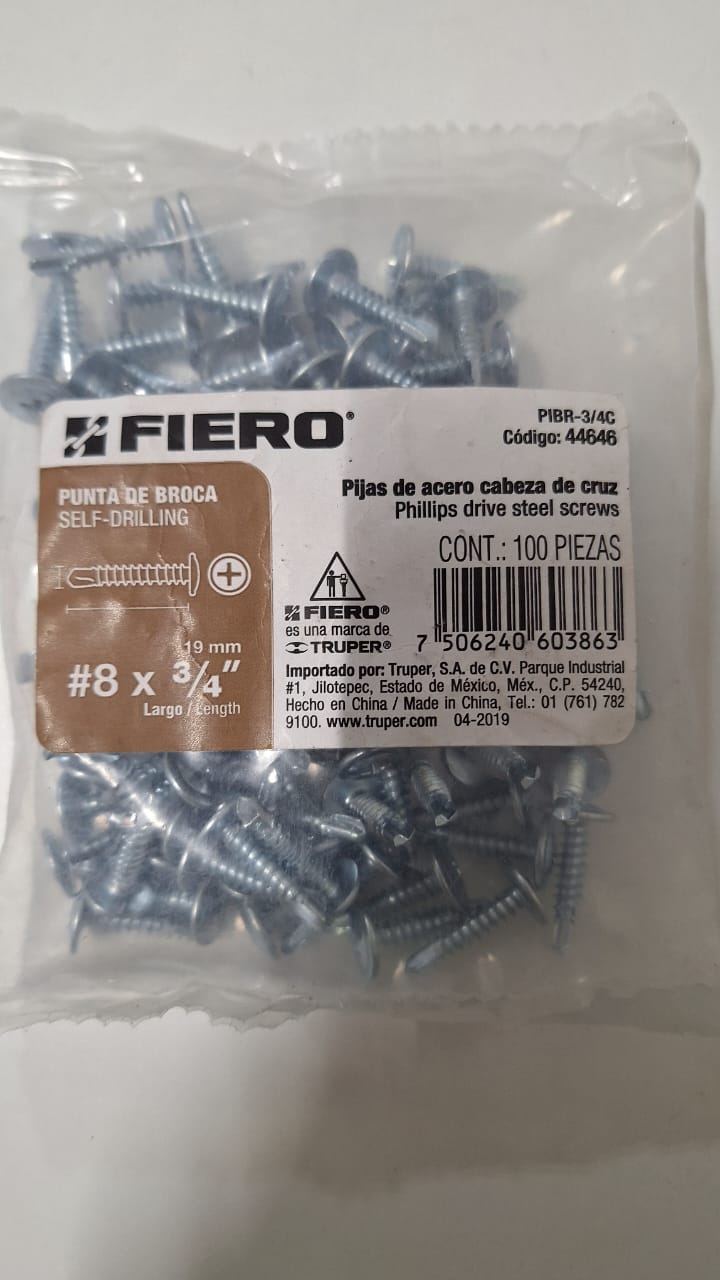 FIERO®
PIBR-3/4C
Código: 44646
PUNTA DE BROCA
SELF-DRILLING
19 mm
#8 x 3/4"
Largo / Length
Pijas de acero cabeza de cruz
Phillips drive steel screws
CONT.: 100 PIEZAS
FIERO®
es una marca de
TRUPER®
7 506240 603863
Importado por: Truper, S.A. de C.V. Parque Industrial
#1, Jilotepec, Estado de México, Méx., C.P. 54240,
Hecho en China / Made in China, Tel.: 01 (761) 782
9100. www.truper.com 04-2019